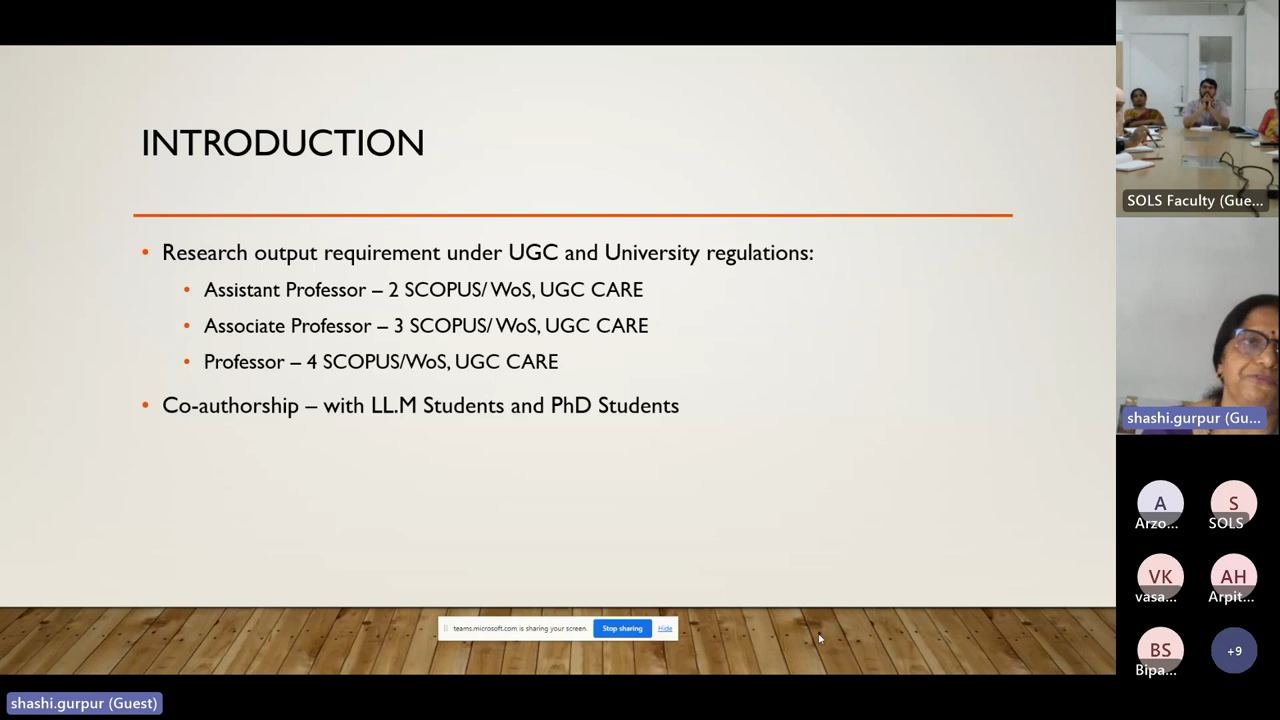 INTRODUCTION
• Research output requirement under UGC and University regulations:
• Assistant Professor – 2 SCOPUS/ WoS, UGC CARE
• Associate Professor – 3 SCOPUS/ WoS, UGC CARE
• Professor – 4 SCOPUS/WoS, UGC CARE
• Co-authorship – with LL.M Students and PhD Students
teams.microsoft.com is sharing your screen. Stop sharing Hide
shashi.gurpur (Guest)
SOLS Faculty (Gue...
shashi.gurpur (Gu...
A S
Arzo... SOLS
VK AH
vasa... Arpit...
BS +9
Bipa...